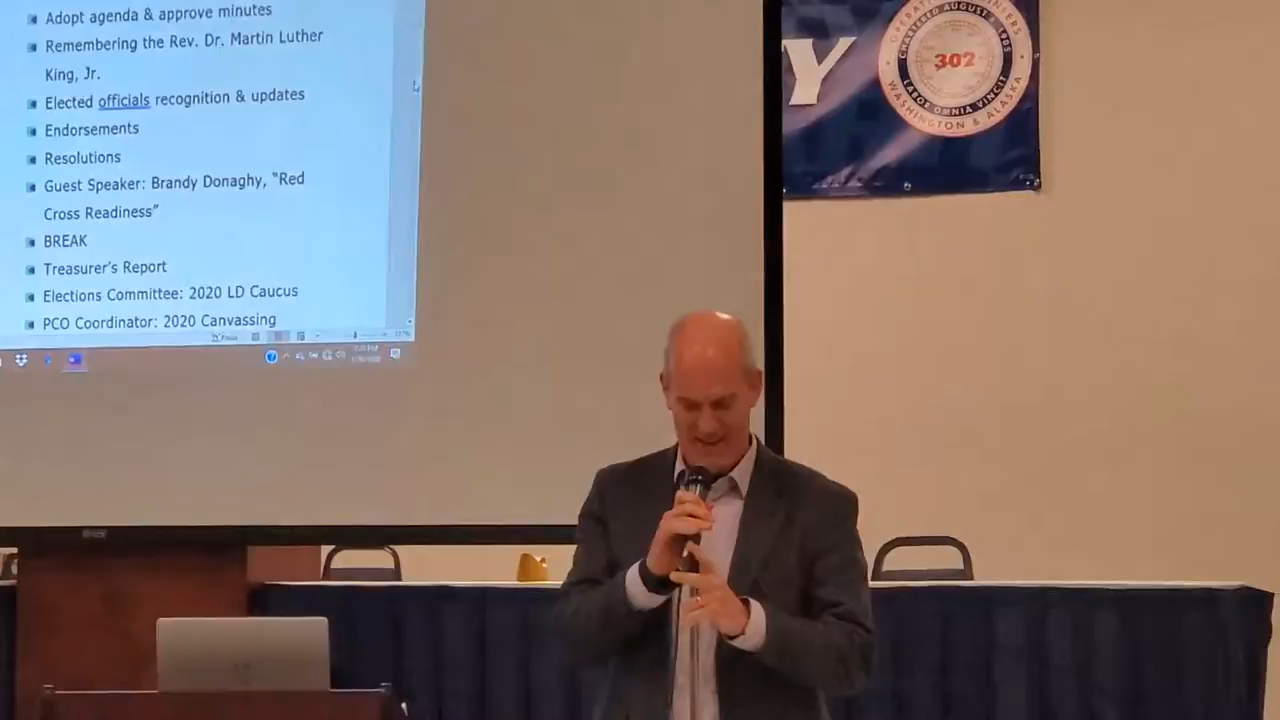 Adopt agenda & approve minutes
Remembering the Rev. Dr. Martin Luther
King, Jr.
Elected officials recognition & updates
Endorsements
Resolutions
Guest Speaker: Brandy Donaghy, "Red
Cross Readiness"
BREAK
Treasurer's Report
Elections Committee: 2020 LD Caucus
PCO Coordinator: 2020 Canvassing
Y
CHARTERED AUGUST
302
LABOR OMNIA VINCIT
WASHINGTON & ALASKA